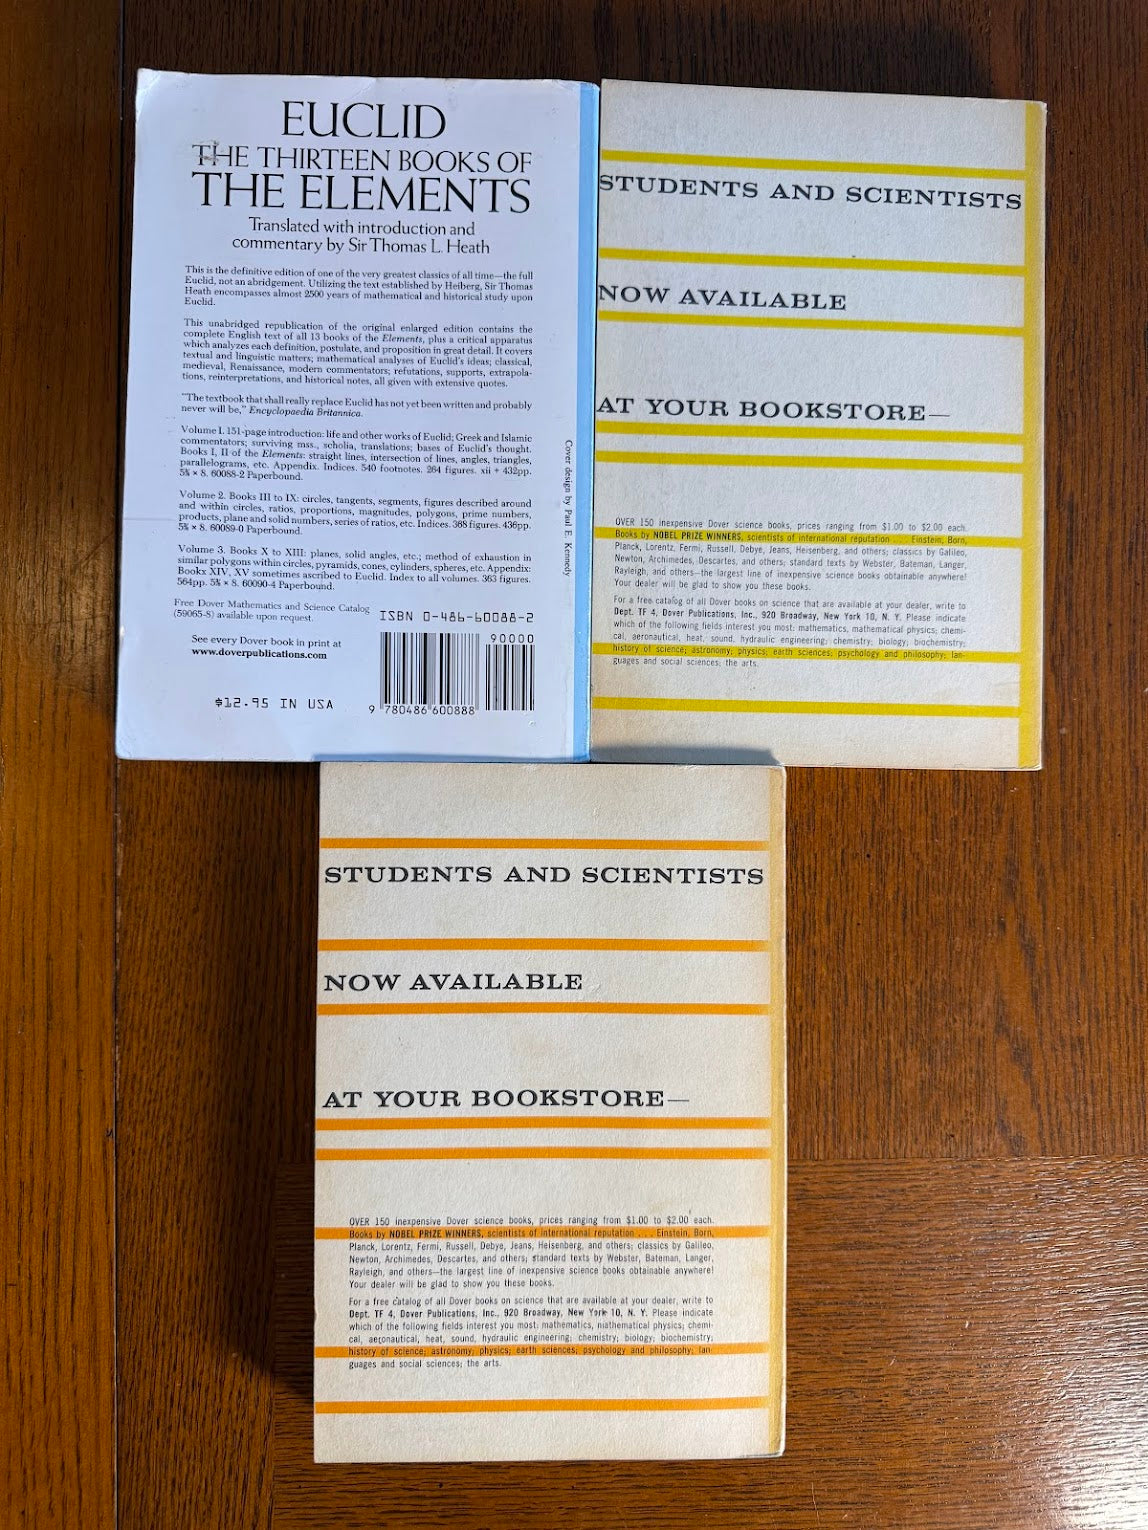 EUCLID
THE THIRTEEN BOOKS OF
THE ELEMENTS
Translated with introduction and
commentary by Sir Thomas L. Heath
This is the definitive edition of one of the very greatest classics of all time—the full
Euclid, not an abridgement. Utilizing the text established by Heiberg, Sir Thomas
Heath encompasses almost 2500 years of mathematical and historical study upon
Euclid.
This unabridged republication of the original enlarged edition contains the
complete English text of all 13 books of the Elements, plus a critical apparatus
which analyzes each definition, postulate, and proposition in great detail. It covers
textual and linguistic matters; mathematical analyses of Euclid's ideas; classical,
medieval, Renaissance, modern commentators; refutations, supports, extrapola-
tions, reinterpretations, and historical notes, all given with extensive quotes.
"The textbook that shall really replace Euclid has not yet been written and probably
never will be," Encyclopaedia Britannica.
Volume I. 151-page introduction: life and other works of Euclid; Greek and Islamic
commentators; surviving mss., scholia, translations; bases of Euclid's thought.
Books I, II of the Elements: straight lines, intersection of lines, angles, triangles,
parallelograms, etc. Appendix. Indices. 540 footnotes. 284 figures. xii + 432pp.
5⅜ × 8. 60088-2 Paperbound.
Volume 2. Books III to IX: circles, tangents, segments, figures described around
and within circles, ratios, proportions, magnitudes, polygons, prime numbers,
products, plane and solid numbers, series of ratios, etc. Indices. 368 figures. 436pp.
5⅜ × 8. 60089-0 Paperbound.
Volume 3. Books X to XIII: planes, solid angles, etc.; method of exhaustion in
similar polygons within circles, pyramids, cones, cylinders, spheres, etc. Appendix:
Books XIV, XV sometimes ascribed to Euclid. Index to all volumes. 363 figures.
564pp. 5⅜ × 8. 60090-4 Paperbound.
Free Dover Mathematics and Science Catalog
(59065-8) available upon request.
See every Dover book in print at
www.doverpublications.com
$12.95 IN USA
ISBN 0-486-60088-2
90000
9 780486 600888
Cover design by Paul E. Kennedy
STUDENTS AND SCIENTISTS
NOW AVAILABLE
AT YOUR BOOKSTORE—
OVER 150 inexpensive Dover science books, prices ranging from $1.00 to $2.00 each.
Books by NOBEL PRIZE WINNERS, scientists of international reputation . . . Einstein, Born,
Planck, Lorentz, Fermi, Russell, Debye, Jeans, Heisenberg, and others; classics by Galileo,
Newton, Archimedes, Descartes, and others; standard texts by Webster, Bateman, Langer,
Rayleigh, and others—the largest line of inexpensive science books obtainable anywhere!
Your dealer will be glad to show you these books.
For a free catalog of all Dover books on science that are available at your dealer, write to
Dept. TF 4, Dover Publications, Inc., 920 Broadway, New York 10, N. Y. Please indicate
which of the following fields interest you most: mathematics, mathematical physics; chemi-
cal, aeronautical, heat, sound, hydraulic engineering; chemistry; biology; biochemistry;
history of science; astronomy; physics; earth sciences; psychology and philosophy; lan-
guages and social sciences; the arts.
STUDENTS AND SCIENTISTS
NOW AVAILABLE
AT YOUR BOOKSTORE—
OVER 150 inexpensive Dover science books, prices ranging from $1.00 to $2.00 each.
Books by NOBEL PRIZE WINNERS, scientists of international reputation . . . Einstein, Born,
Planck, Lorentz, Fermi, Russell, Debye, Jeans, Heisenberg, and others; classics by Galileo,
Newton, Archimedes, Descartes, and others; standard texts by Webster, Bateman, Langer,
Rayleigh, and others—the largest line of inexpensive science books obtainable anywhere!
Your dealer will be glad to show you these books.
For a free catalog of all Dover books on science that are available at your dealer, write to
Dept. TF 4, Dover Publications, Inc., 920 Broadway, New York 10, N. Y. Please indicate
which of the following fields interest you most: mathematics, mathematical physics; chemi-
cal, aeronautical, heat, sound, hydraulic engineering; chemistry; biology; biochemistry;
history of science; astronomy; physics; earth sciences; psychology and philosophy; lan-
guages and social sciences; the arts.